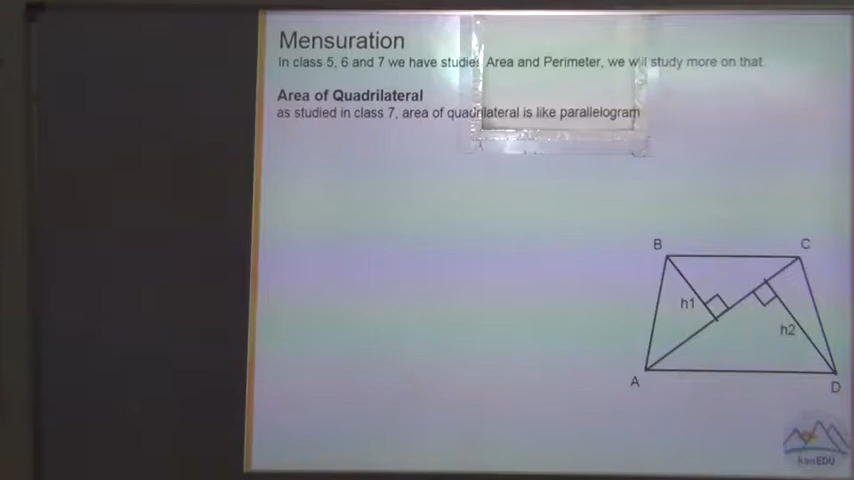 Mensuration
In class 5, 6 and 7 we have studies Area and Perimeter, we will study more on that
Area of Quadrilateral
as studied in class 7, area of quadrilateral is like parallelogram
B C
h1
h2
A D
EDU